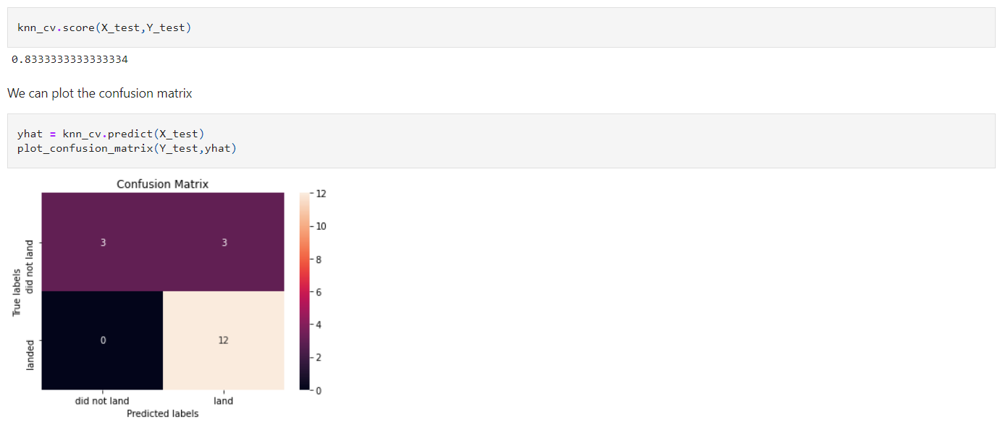 knn_cv.score(X_test,Y_test)
0.8333333333333334
We can plot the confusion matrix
yhat = knn_cv.predict(X_test)
plot_confusion_matrix(Y_test,yhat)
Confusion Matrix
True labels
did not land
landed
3 3
0 12
did not land land
Predicted labels
12
10
8
6
4
2
0